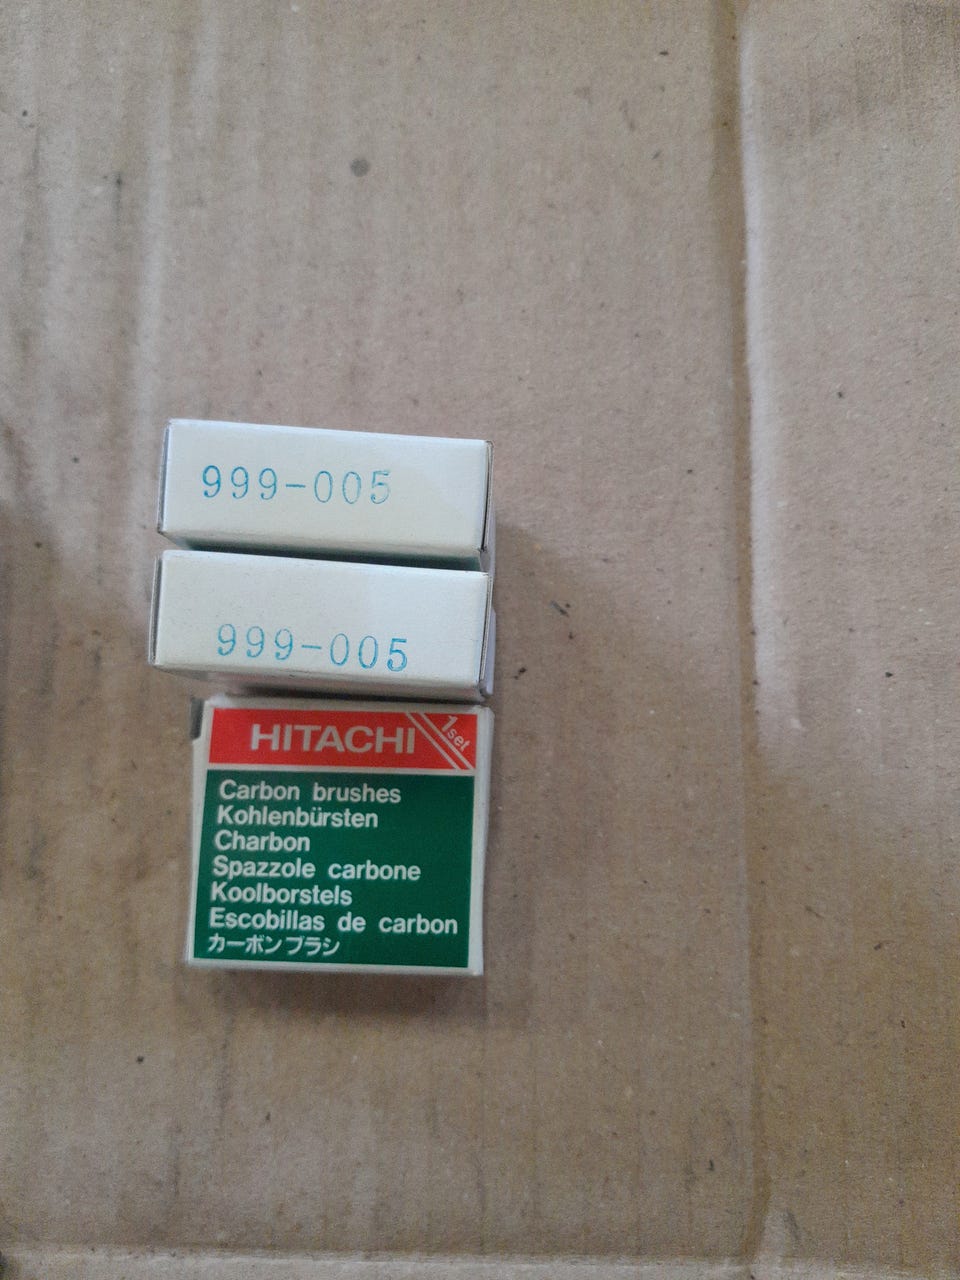 999-005
999-005
HITACHI
1set
Carbon brushes
Kohlenbürsten
Charbon
Spazzole carbone
Koolborstels
Escobillas de carbon
カーボンブラシ